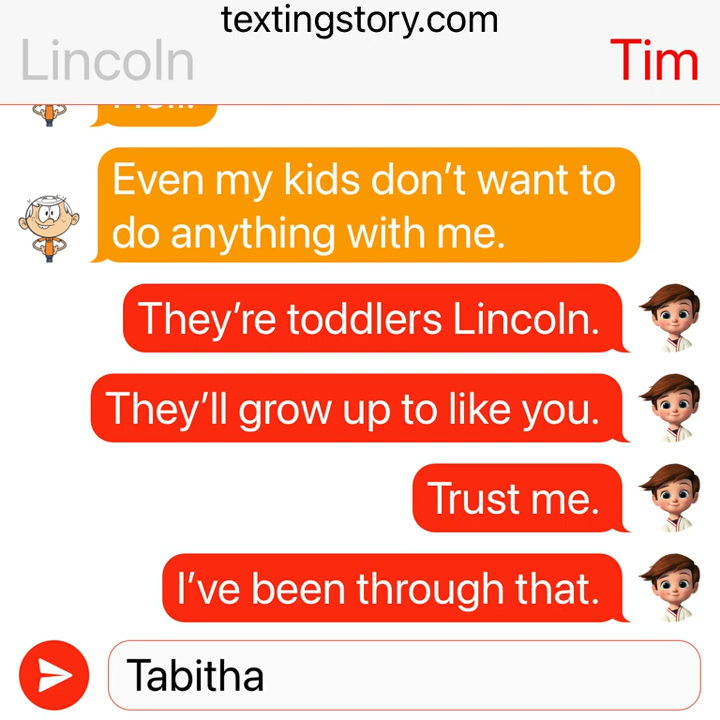 textingstory.com
Lincoln
Tim
Even my kids don't want to
do anything with me.
They're toddlers Lincoln.
They'll grow up to like you.
Trust me.
I've been through that.
Tabitha